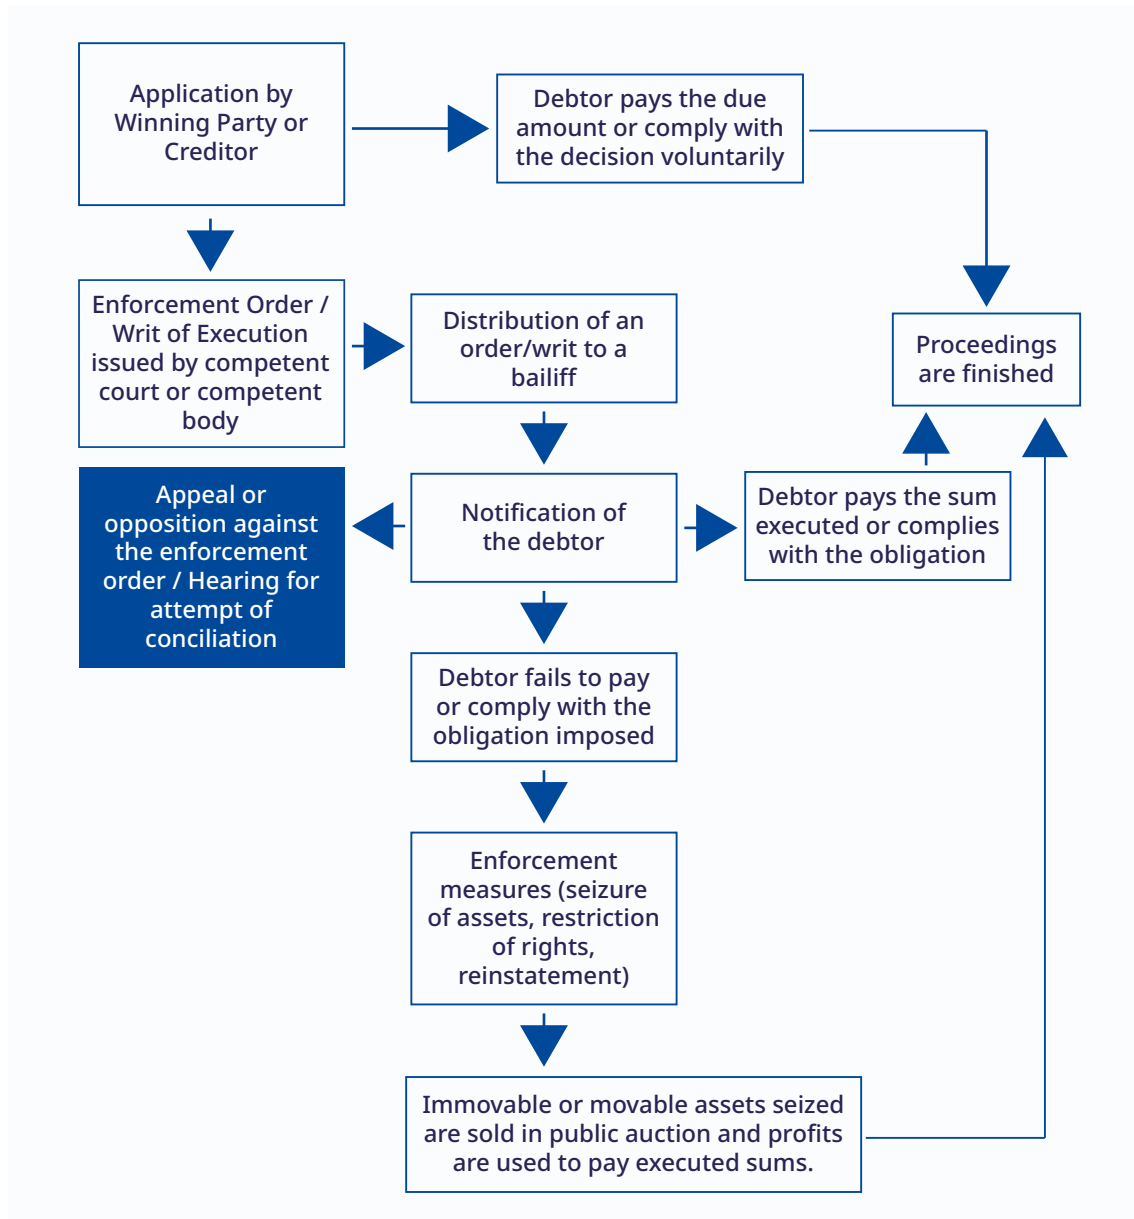 Application by
Winning Party or
Creditor
Debtor pays the due
amount or comply with
the decision voluntarily
Enforcement Order /
Writ of Execution
issued by competent
court or competent
body
Distribution of an
order/writ to a
bailiff
Proceedings
are finished
Appeal or
opposition against
the enforcement
order / Hearing for
attempt of
conciliation
Notification of
the debtor
Debtor pays the sum
executed or complies
with the obligation
Debtor fails to pay
or comply with the
obligation imposed
Enforcement
measures (seizure
of assets, restriction
of rights,
reinstatement)
Immovable or movable assets seized
are sold in public auction and profits
are used to pay executed sums.